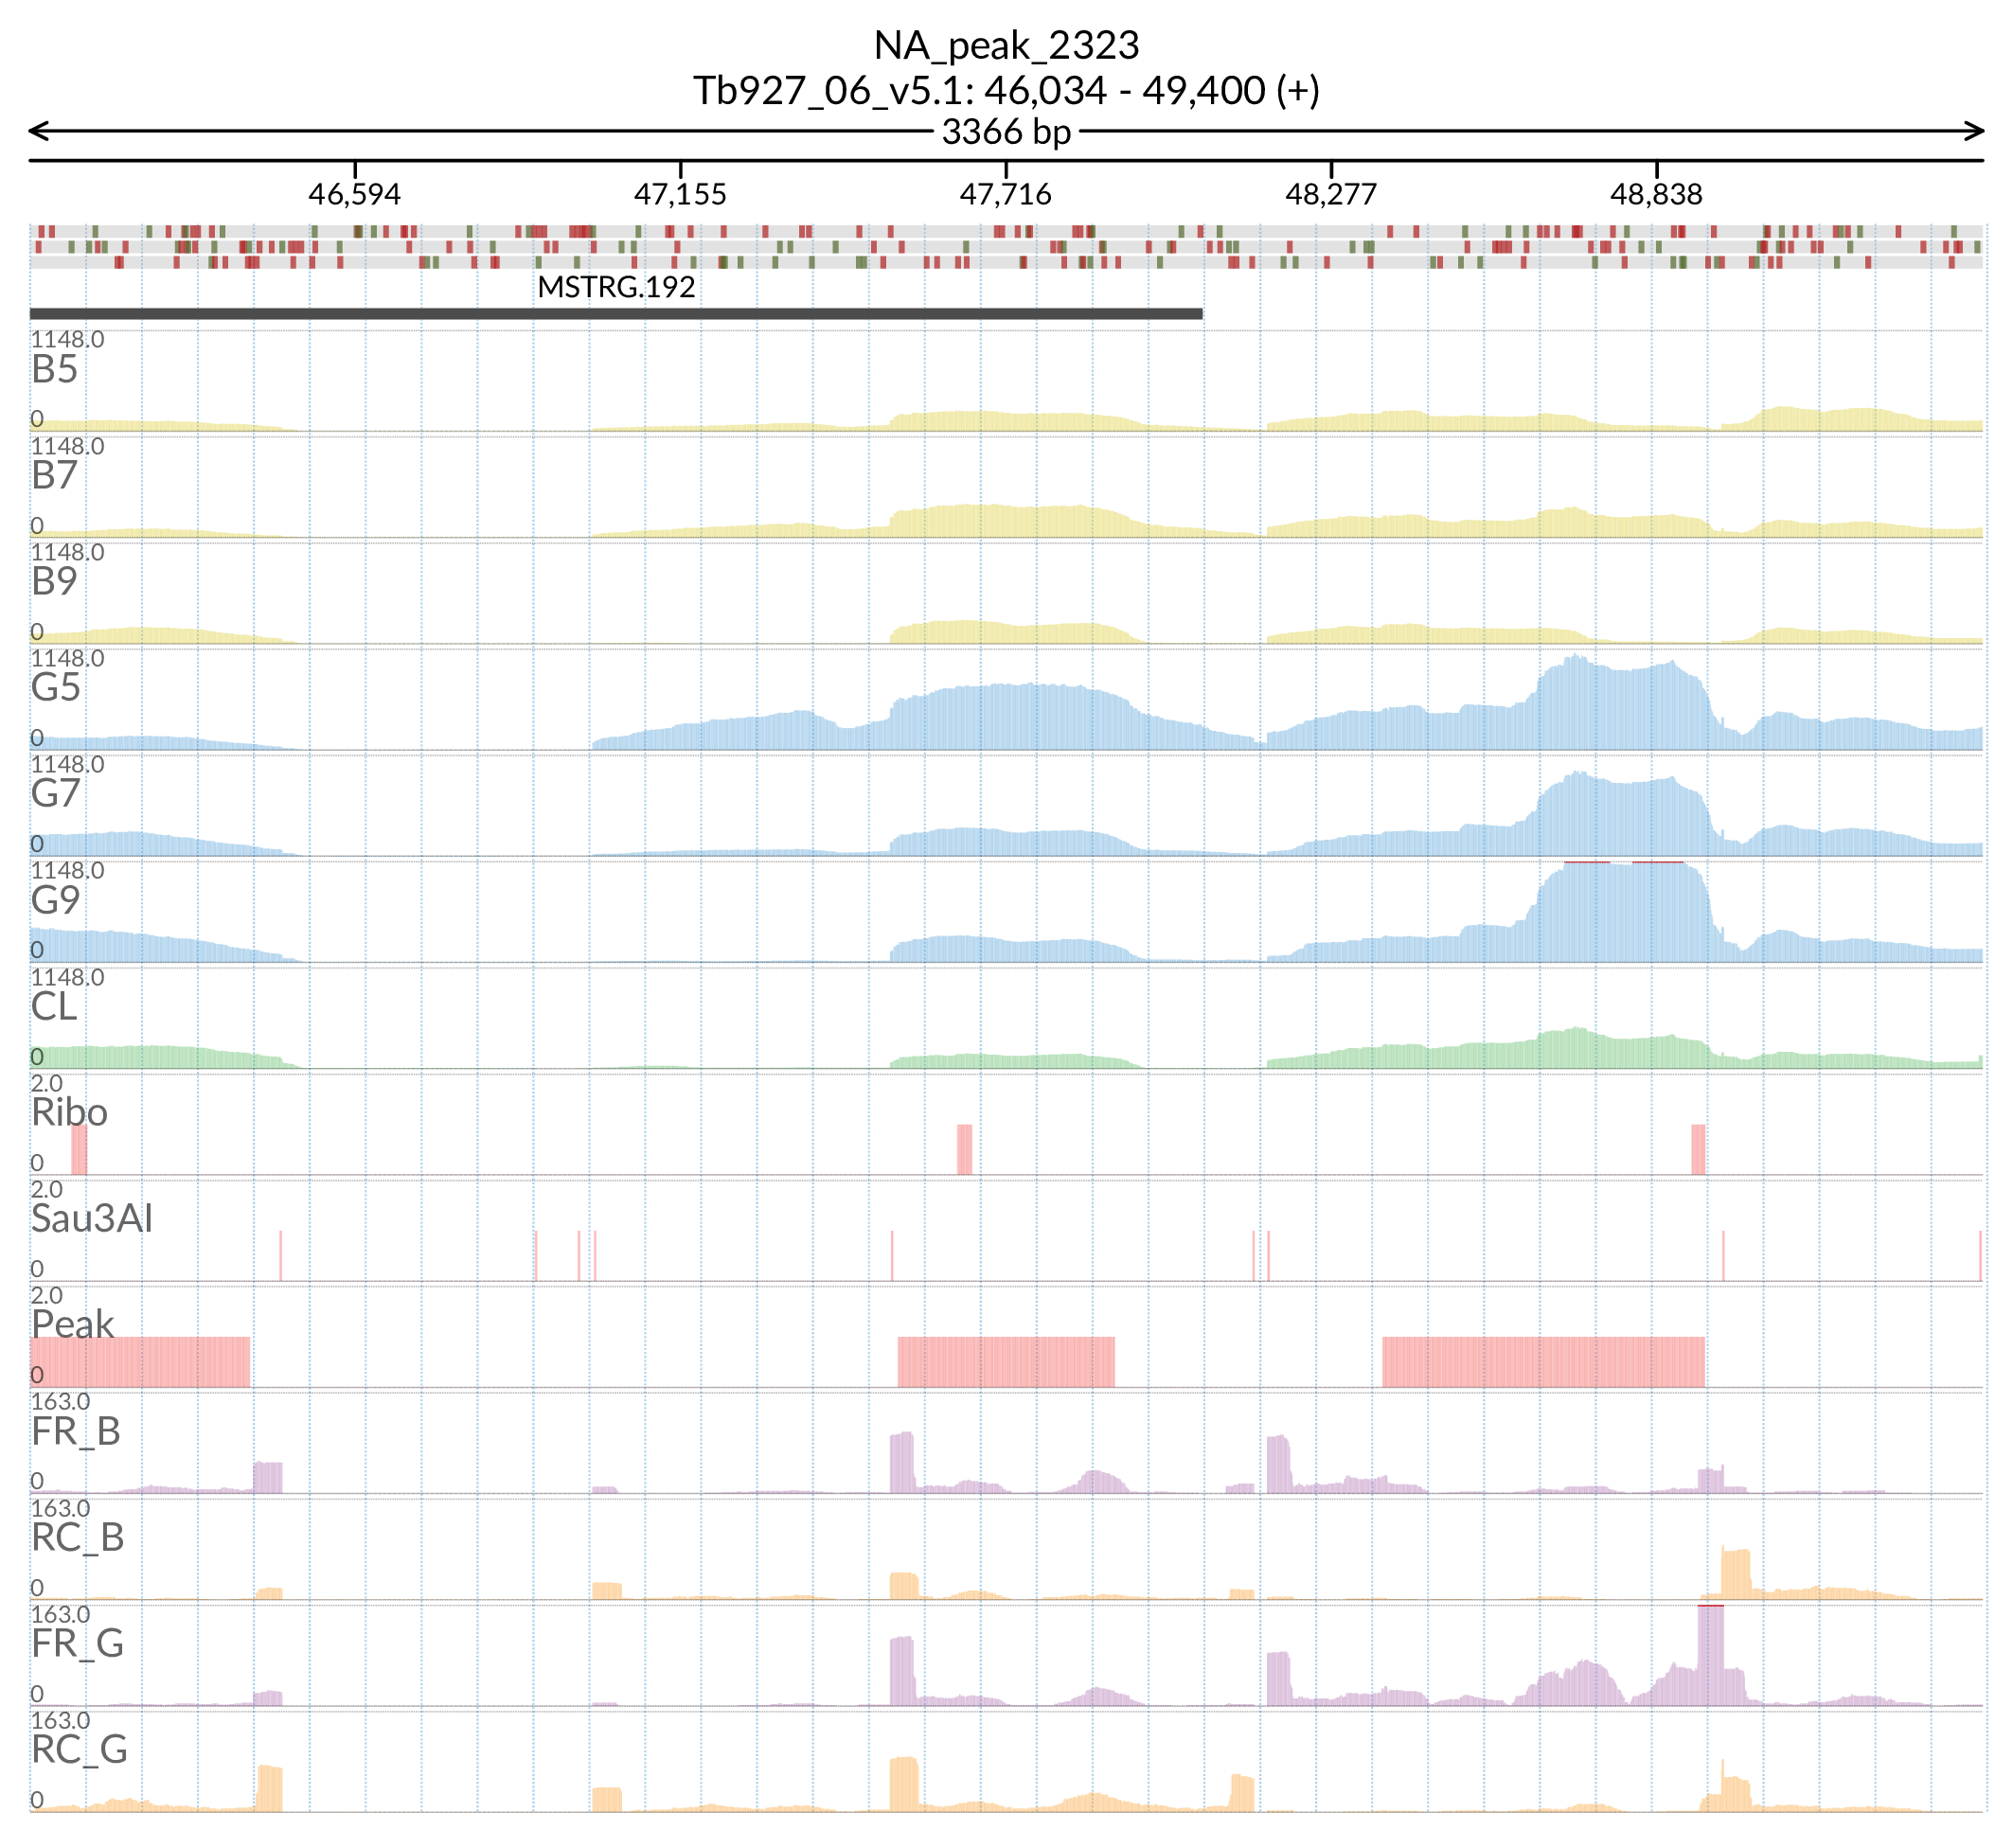 NA_peak_2323
Tb927_06_v5.1: 46,034 - 49,400 (+)
3366 bp
46,594 47,155 47,716 48,277 48,838
MSTRG.192
1148.0
B5
0
1148.0
B7
0
1148.0
B9
0
1148.0
G5
0
1148.0
G7
0
1148.0
G9
0
1148.0
CL
0
2.0
Ribo
0
2.0
Sau3AI
0
2.0
Peak
0
163.0
FR_B
0
163.0
RC_B
0
163.0
FR_G
0
163.0
RC_G
0